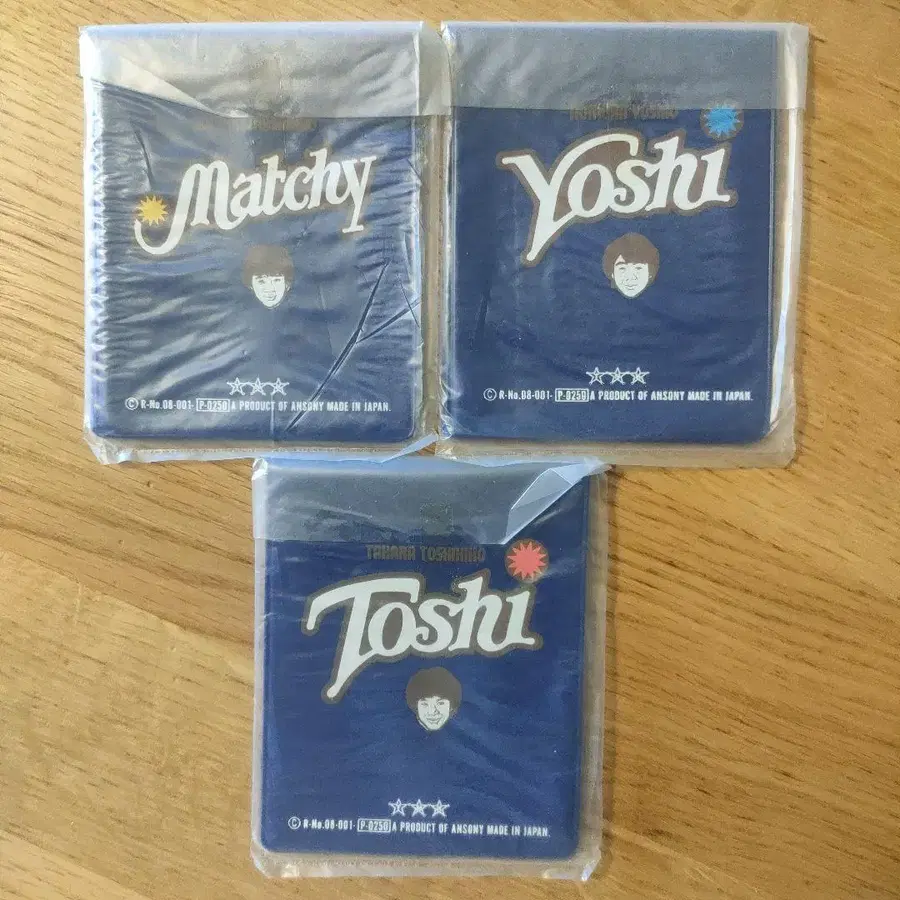 Matchy
© R-No.08-001- P-0250 A PRODUCT OF ANSONY MADE IN JAPAN.
YOSHIO
Yoshi
© R-No.08-001- P-0250 A PRODUCT OF ANSONY MADE IN JAPAN.
TAHARA TOSHIHIKO
Toshi
© R-No.08-001- P-0250 A PRODUCT OF ANSONY MADE IN JAPAN.